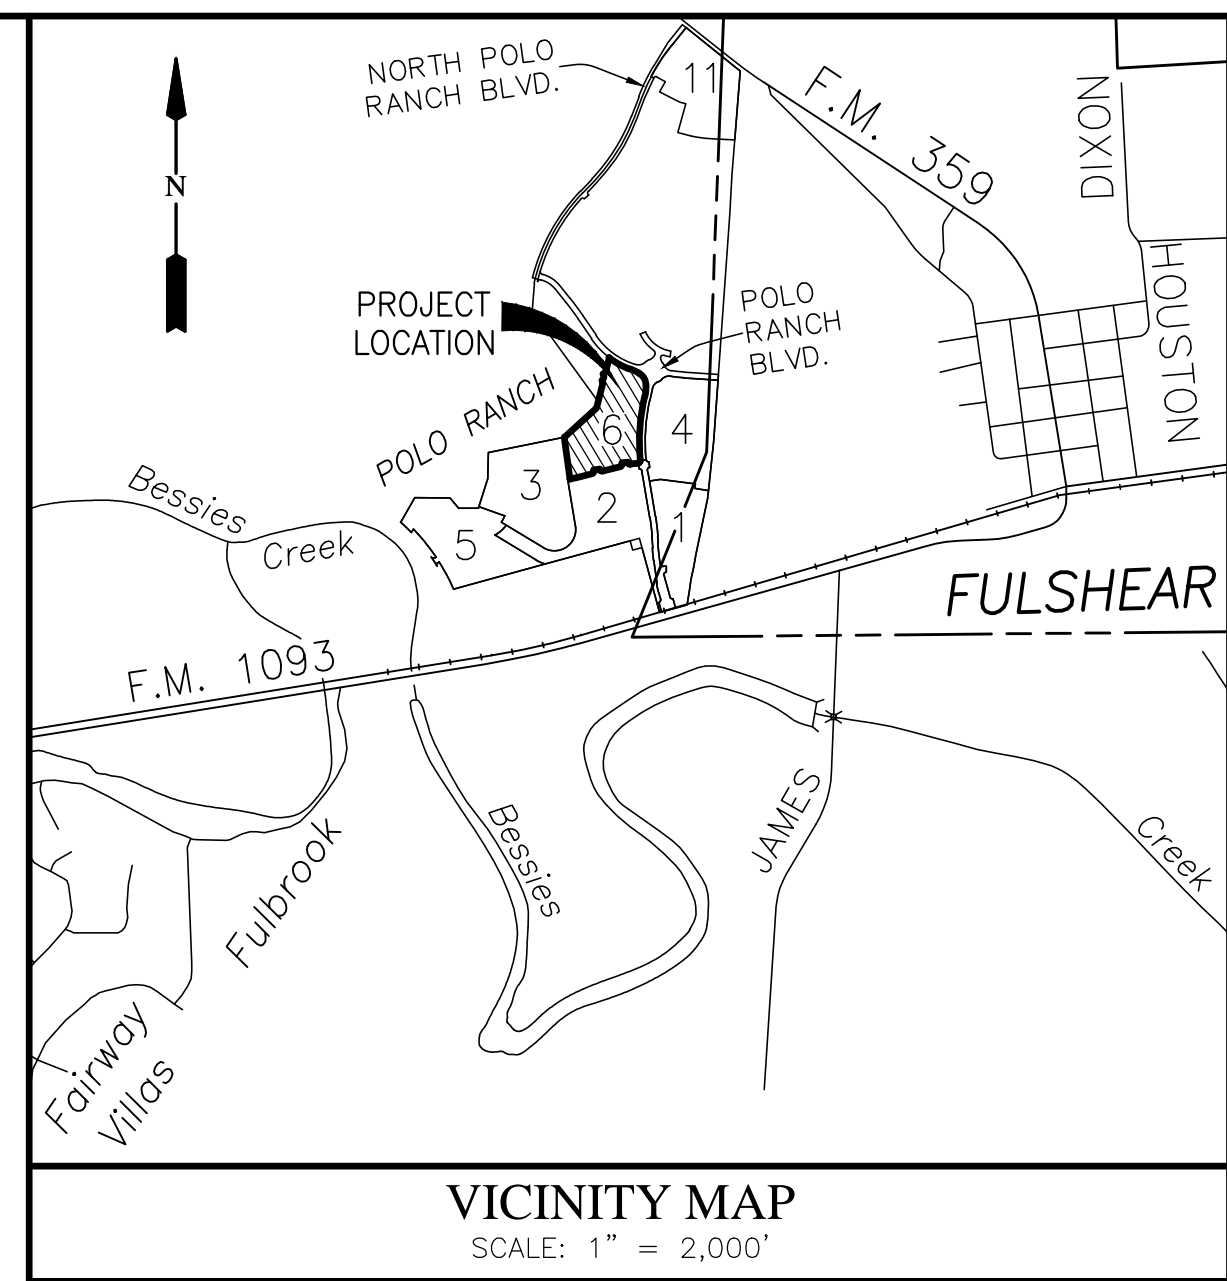 NORTH POLO
RANCH BLVD.
11
F.M. 359
DIXON
N
HOUSTON
PROJECT
LOCATION
POLO
RANCH
BLVD.
POLO RANCH
6
4
3
2
1
5
Bessies
Creek
FULSHEAR
F.M. 1093
JAMES
Bessies
Creek
Fulbrook
Fairway
Villas
VICINITY MAP
SCALE: 1" = 2,000'